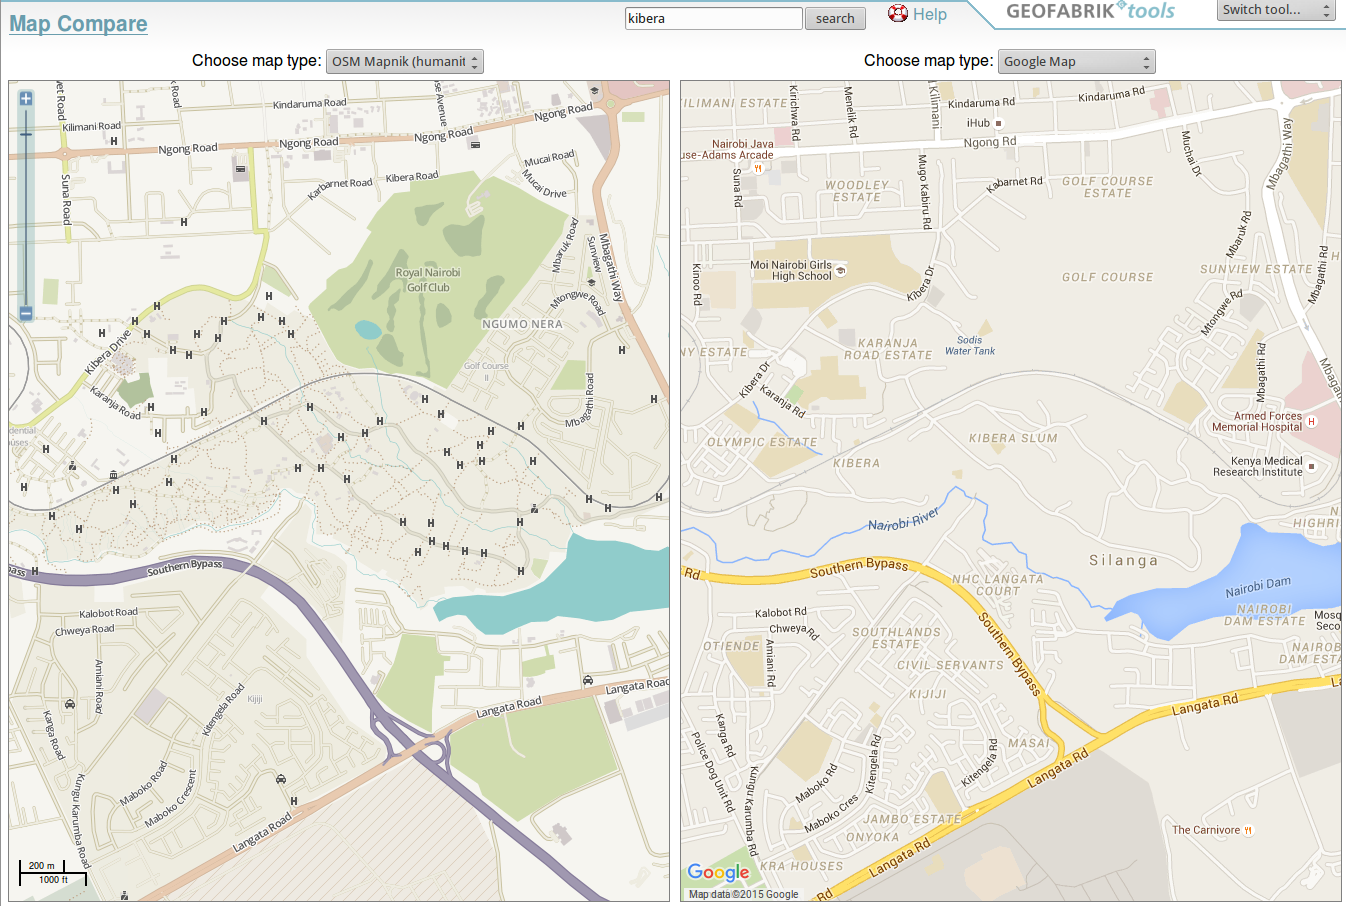 Map Compare
kibera
search
Help
GEOFABRIK tools
Switch tool...
Choose map type:
OSM Mapnik (humanit
Choose map type:
Google Map
Kindaruma Road
Kilimani Road
Ngong Road
Ngong Road
Ngong Road
Ngong Road
Suna Road
Karbarnet Road
Kibera Road
Mucai Road
Mucai Drive
Mbaruk Road
Sunview
Mbagathi Way
Mtongwe Road
Royal Nairobi
Golf Club
NGUMO NERA
Golf Course
II
Mbagathi Road
Kibera Drive
Karanja Road
Southern Bypass
Kalobot Road
Chweya Road
Amiani Road
Kanga Road
Kitengela Road
Kijiji
Maboko Road
Maboko Crescent
Kungu Karumba Road
Langata Road
Langata Road
Langata Road
200 m
1000 ft
ILIMANI ESTATE
Kirichwa Rd
Menelik Rd
Kilimani
Kindaruma Rd
Kindaruma Rd
iHub
Ngong Rd
Nairobi Java
use-Adams Arcade
Suna Rd
WOODLEY
ESTATE
Mugo Kabiru Rd
Kabarnet Rd
GOLF COURSE
ESTATE
Muchai Dr
Mbagathi Way
Mbaruk Rd
Moi Nairobi Girls
High School
Kinoo Rd
Kibera Dr
GOLF COURSE
SUNVIEW ESTATE
Mbagathi Rd
Mtongwe Rd
KARANJA
ROAD ESTATE
Sodis
Water Tank
NY ESTATE
Kibera Dr
Karanja Rd
Mbagathi Rd
Armed Forces
Memorial Hospital
OLYMPIC ESTATE
KIBERA
KIBERA SLUM
Kenya Medical
Research Institute
Nairobi River
HIGHRI
Silanga
Rd
Southern Bypass
NHC LANGATA
COURT
Nairobi Dam
NAIROBI
DAM ESTATE
Mosq
Seco
Kalobot Rd
Chweya Rd
OTIENDE
Amiani Rd
SOUTHLANDS
ESTATE
CIVIL SERVANTS
Southern Bypass
NAIROB
DAM ESTA
KIJIJI
Langata Rd
La
Kanga Rd
Police Dog Unit Rd
Kungu Karumba Rd
Maboko Rd
Maboko Cres
Kitengela Rd
Kitengela Rd
MASAI
Langata Rd
JAMBO ESTATE
ONYOKA
The Carnivore
KRA HOUSES
Langata Rd
Rd
Google
Map data ©2015 Google